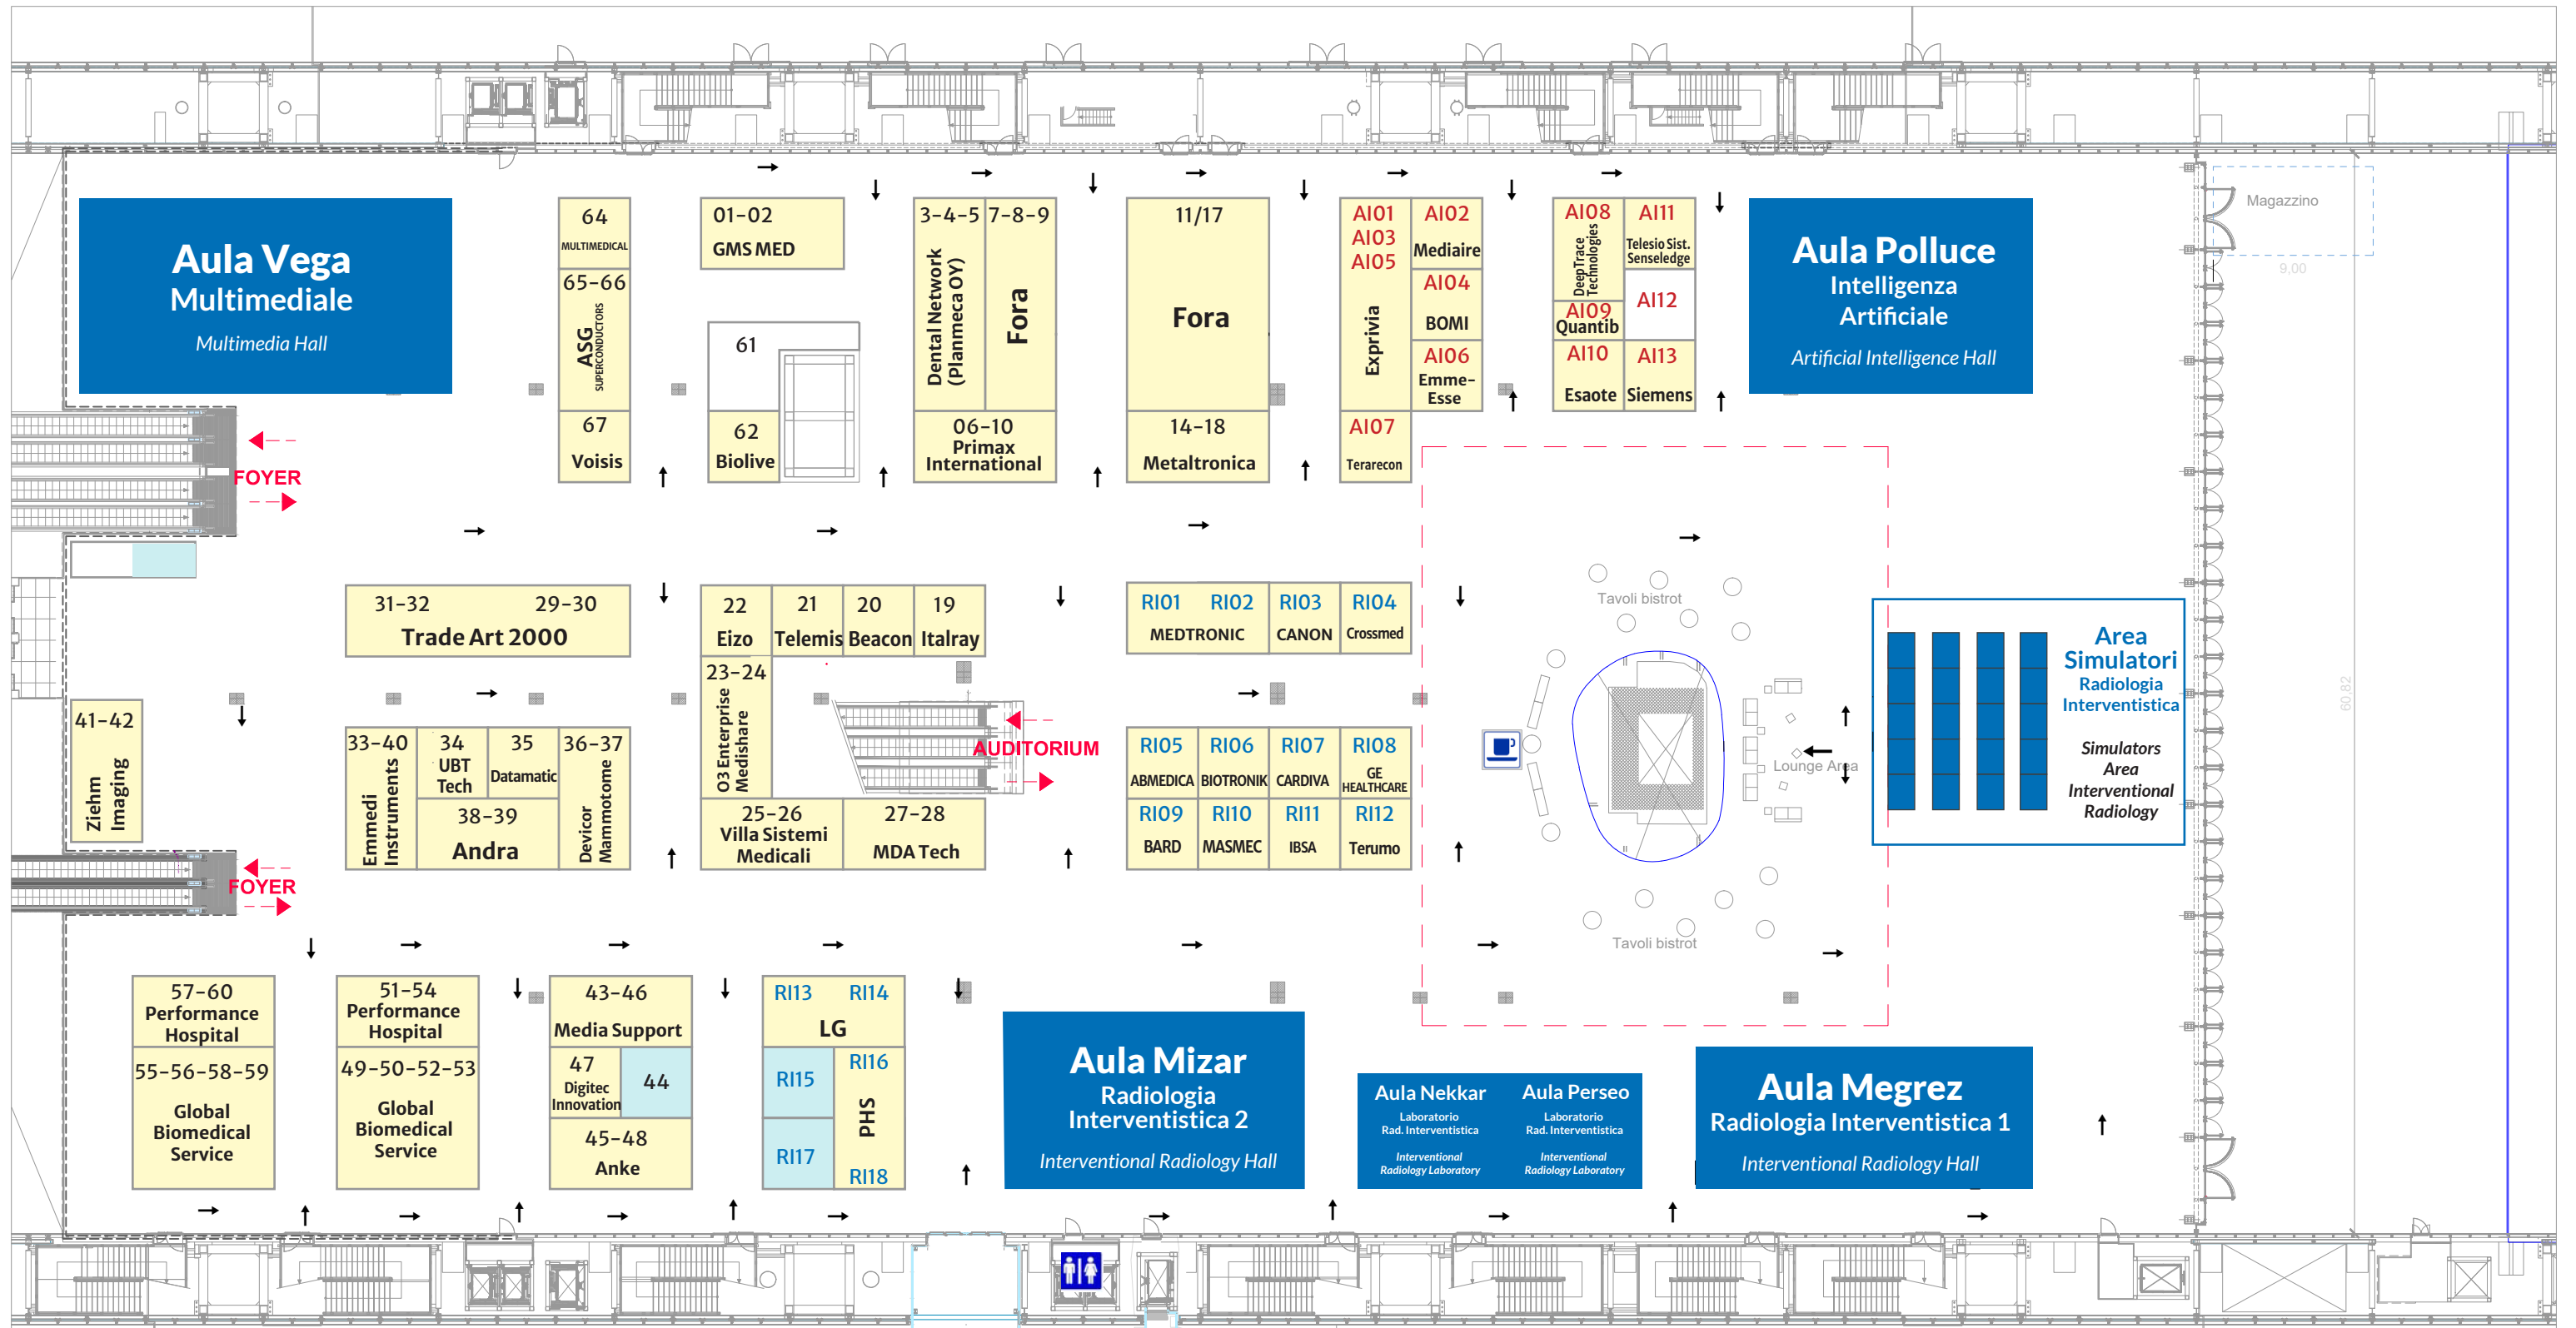 Magazzino
9,00
60,82
Aula Vega
Multimediale
Multimedia Hall
64
MULTIMEDICAL
65-66
ASG
SUPERCONDUCTORS
67
Voisis
01-02
GMS MED
61
62
Biolive
3-4-5
Dental Network
(Planmeca OY)
7-8-9
Fora
06-10
Primax
International
11/17
Fora
14-18
Metaltronica
AI01
AI03
AI05
Exprivia
AI02
Mediaire
AI04
BOMI
AI06
Emme-
Esse
AI07
Terarecon
AI08
DeepTrace
Technologies
AI09
Quantib
AI10
Esaote
AI11
Telesio Sist.
Senseledge
AI12
AI13
Siemens
Aula Polluce
Intelligenza
Artificiale
Artificial Intelligence Hall
FOYER
31-32
29-30
Trade Art 2000
22
Eizo
21
Telemis
20
Beacon
19
Italray
23-24
O3 Enterprise
Medishare
25-26
Villa Sistemi
Medicali
27-28
MDA Tech
AUDITORIUM
RI01
RI02
MEDTRONIC
RI03
CANON
RI04
Crossmed
RI05
ABMEDICA
RI06
BIOTRONIK
RI07
CARDIVA
RI08
GE
HEALTHCARE
RI09
BARD
RI10
MASMEC
RI11
IBSA
RI12
Terumo
Tavoli bistrot
Lounge Area
Tavoli bistrot
Area
Simulatori
Radiologia
Interventistica
Simulators
Area
Interventional
Radiology
41-42
Ziehm
Imaging
33-40
Emmedi
Instruments
34
UBT
Tech
35
Datamatic
36-37
Devicor
Mammotome
38-39
Andra
FOYER
57-60
Performance
Hospital
55-56-58-59
Global
Biomedical
Service
51-54
Performance
Hospital
49-50-52-53
Global
Biomedical
Service
43-46
Media Support
47
Digitec
Innovation
44
45-48
Anke
RI13
RI14
LG
RI15
RI16
PHS
RI17
RI18
Aula Mizar
Radiologia
Interventistica 2
Interventional Radiology Hall
Aula Nekkar
Laboratorio
Rad. Interventistica
Interventional
Radiology Laboratory
Aula Perseo
Laboratorio
Rad. Interventistica
Interventional
Radiology Laboratory
Aula Megrez
Radiologia Interventistica 1
Interventional Radiology Hall